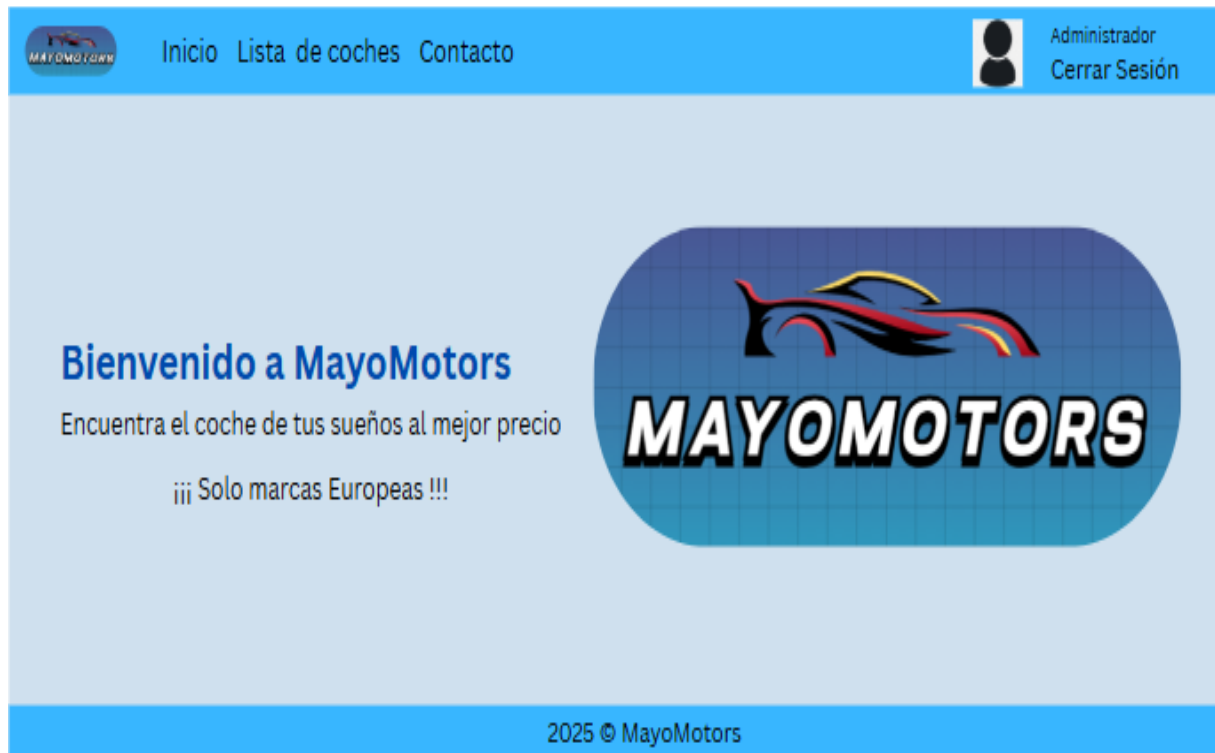 MAYOMOTORS
Inicio Lista de coches Contacto
Administrador
Cerrar Sesión
Bienvenido a MayoMotors
Encuentra el coche de tus sueños al mejor precio
¡¡¡ Solo marcas Europeas !!!
MAYOMOTORS
2025 © MayoMotors